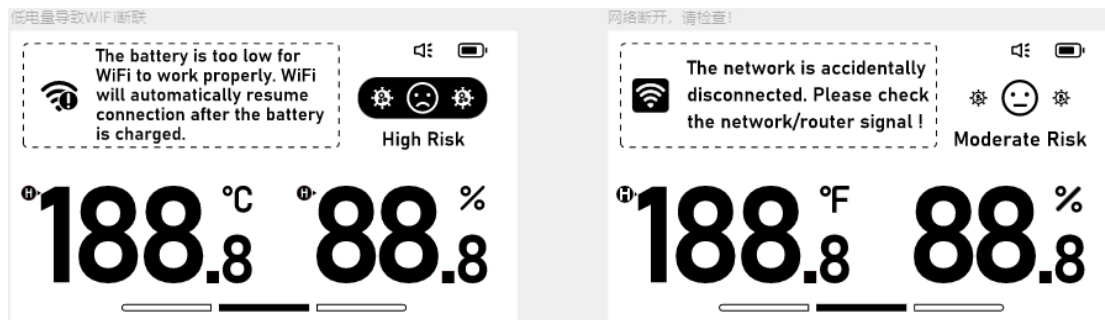 低电量导致WiFi断联
The battery is too low for
WiFi to work properly. WiFi
will automatically resume
connection after the battery
is charged.
High Risk
H
188.8
°C
H
88.8
%
网络断开，请检查！
The network is accidentally
disconnected. Please check
the network/router signal !
Moderate Risk
H
188.8
°F
88.8
%